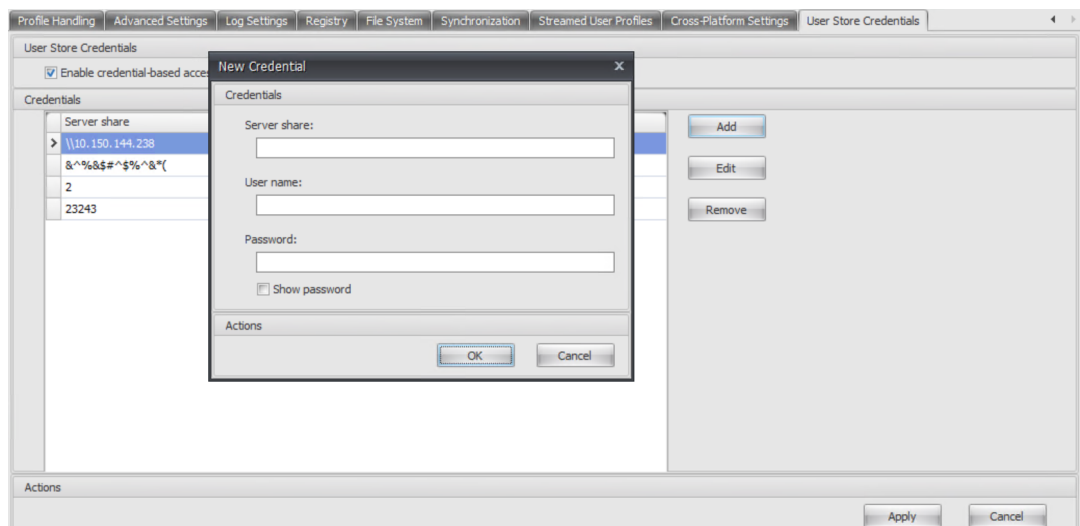 Profile Handling Advanced Settings Log Settings Registry File System Synchronization Streamed User Profiles Cross-Platform Settings User Store Credentials
User Store Credentials
Enable credential-based acces
Credentials
Server share
\\10.150.144.238
&^%&$#^$%^&*(
2
23243
New Credential x
Credentials
Server share:
User name:
Password:
Show password
Actions
OK Cancel
Add
Edit
Remove
Actions
Apply Cancel